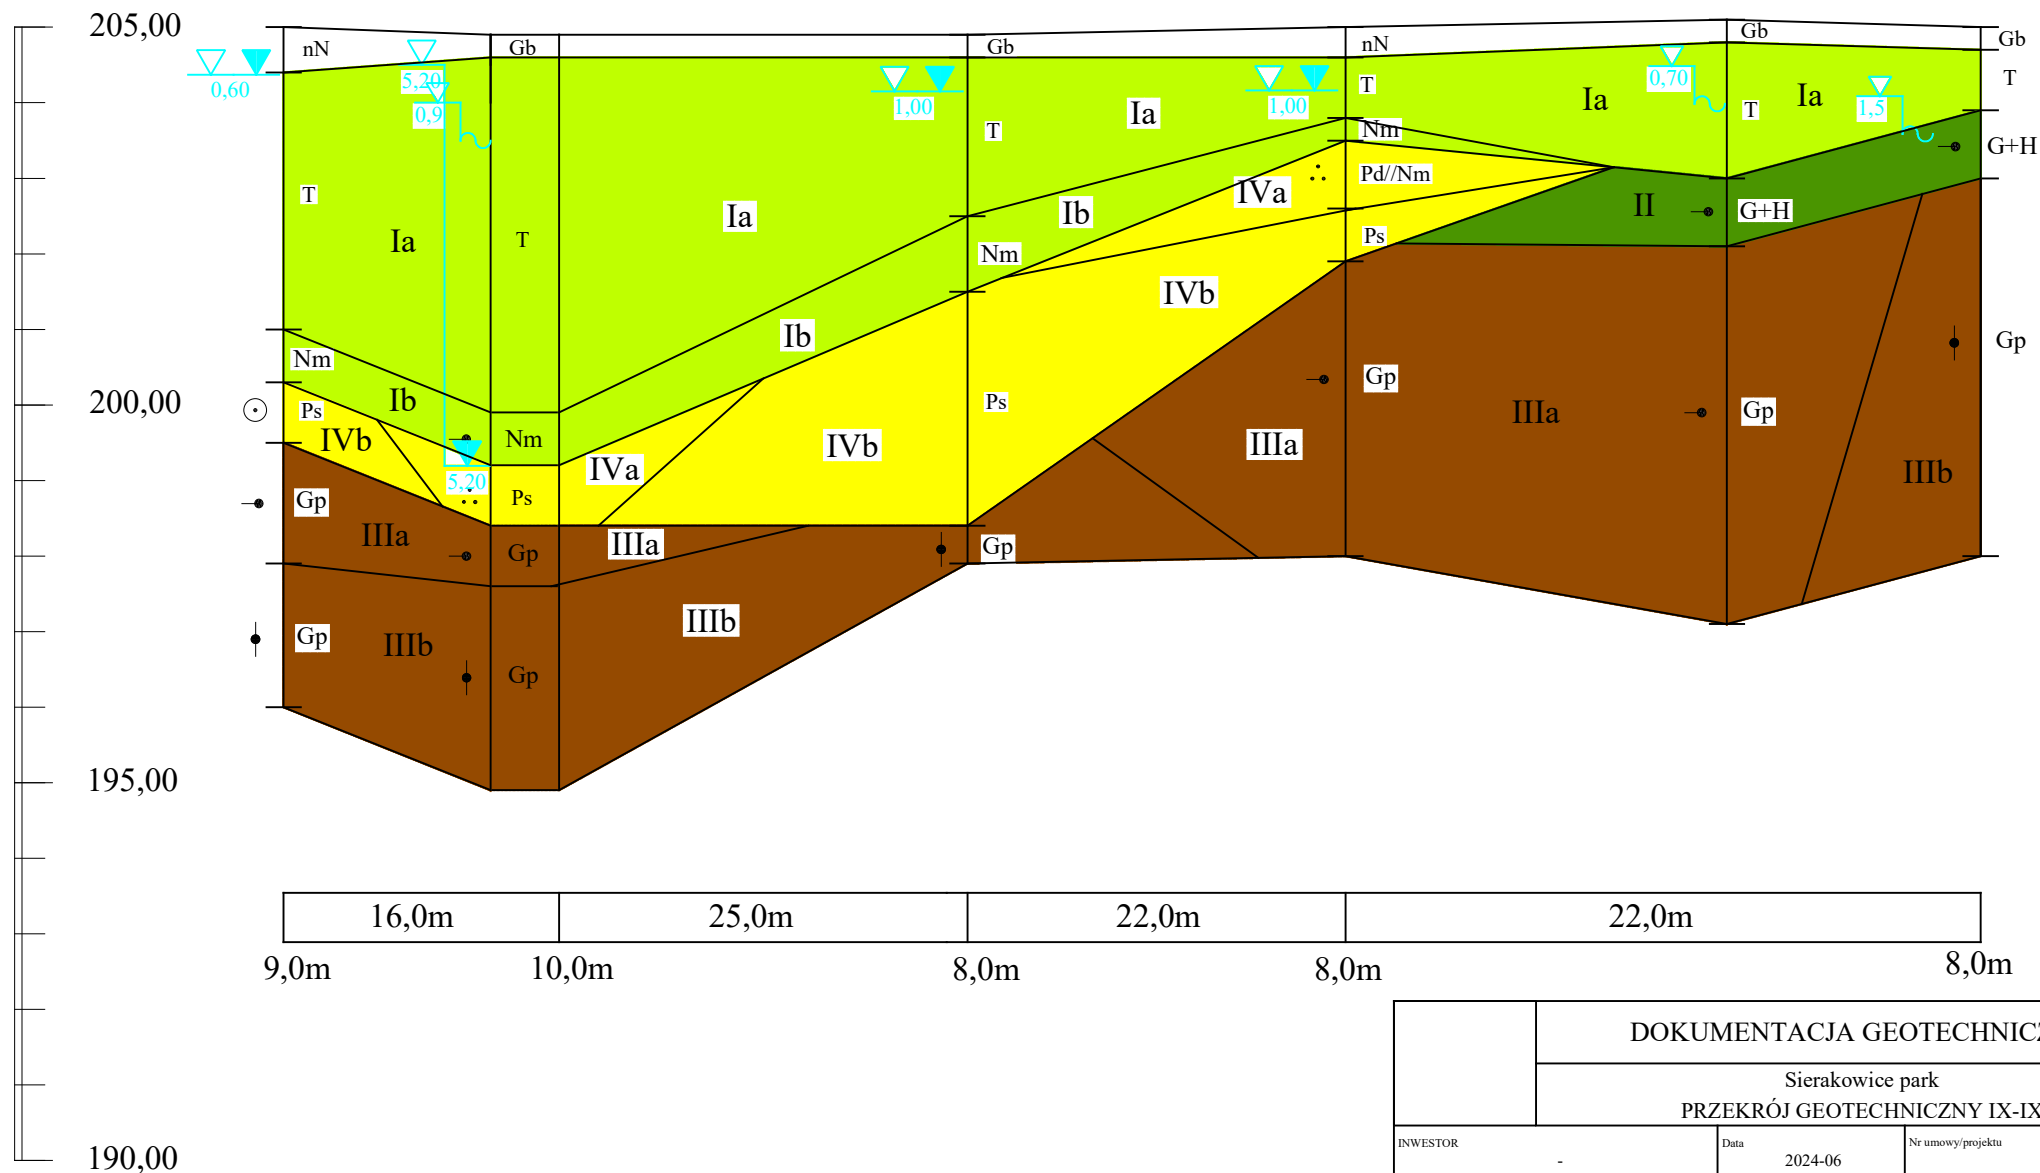 205,00
nN
Gb
Gb
nN
Gb
Gb
0,60
5,20
0,9
1,00
1,00
0,70
1,5
T
Ia
T
Ia
T
Ia
T
Ia
T
Ia
T
Nm
Pd//Nm
Ps
IVa
Ib
Nm
II
G+H
G+H
Nm
Ib
Ib
IVb
Gp
200,00
Ps
IVb
Nm
5,20
Ps
IVa
IVb
Ps
Gp
IIIa
IIIa
Gp
IIIb
Gp
IIIa
Gp
IIIa
Gp
Gp
IIIb
Gp
IIIb
195,00
16,0m
25,0m
22,0m
22,0m
9,0m
10,0m
8,0m
8,0m
8,0m
DOKUMENTACJA GEOTECHNICZ
Sierakowice park
PRZEKRÓJ GEOTECHNICZNY IX-IX
INWESTOR
-
Data
2024-06
Nr umowy/projektu
190,00